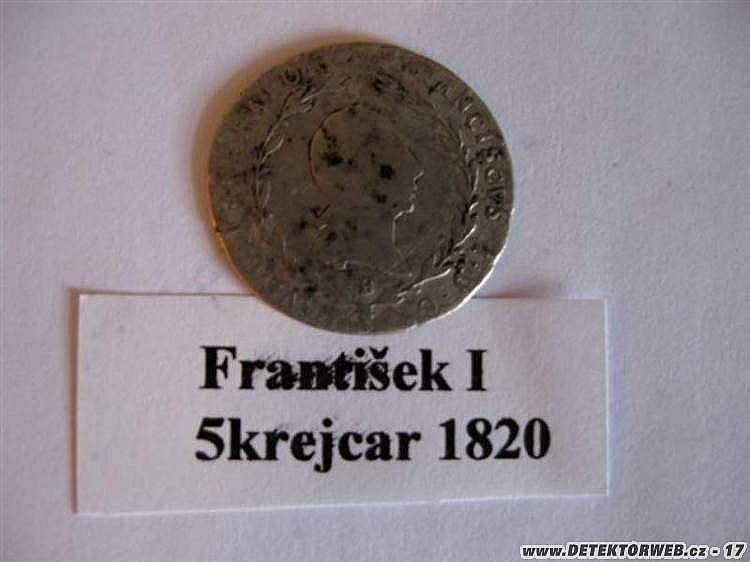 František I
5krejcar 1820
B
www.DETEKTORWEB.cz - 17